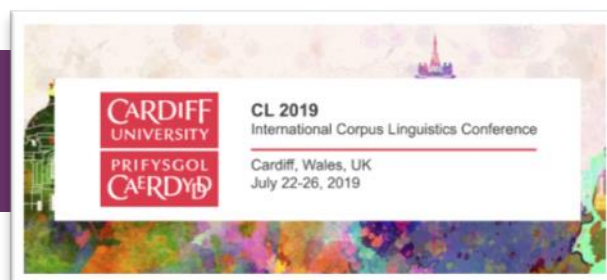 CARDIFF
UNIVERSITY
PRIFYSGOL
CAERDYDD
CL 2019
International Corpus Linguistics Conference
Cardiff, Wales, UK
July 22-26, 2019